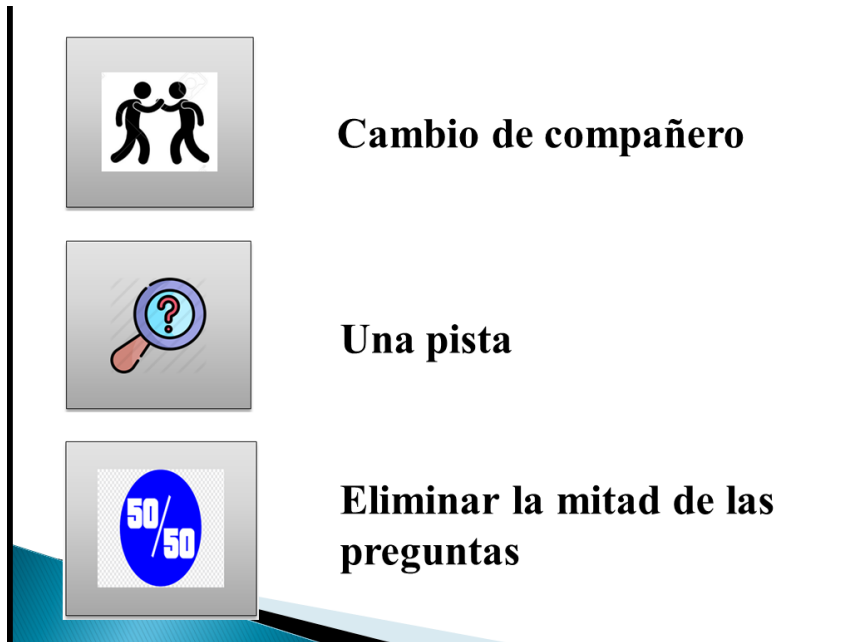 Cambio de compañero
?
Una pista
50/50
Eliminar la mitad de las
preguntas